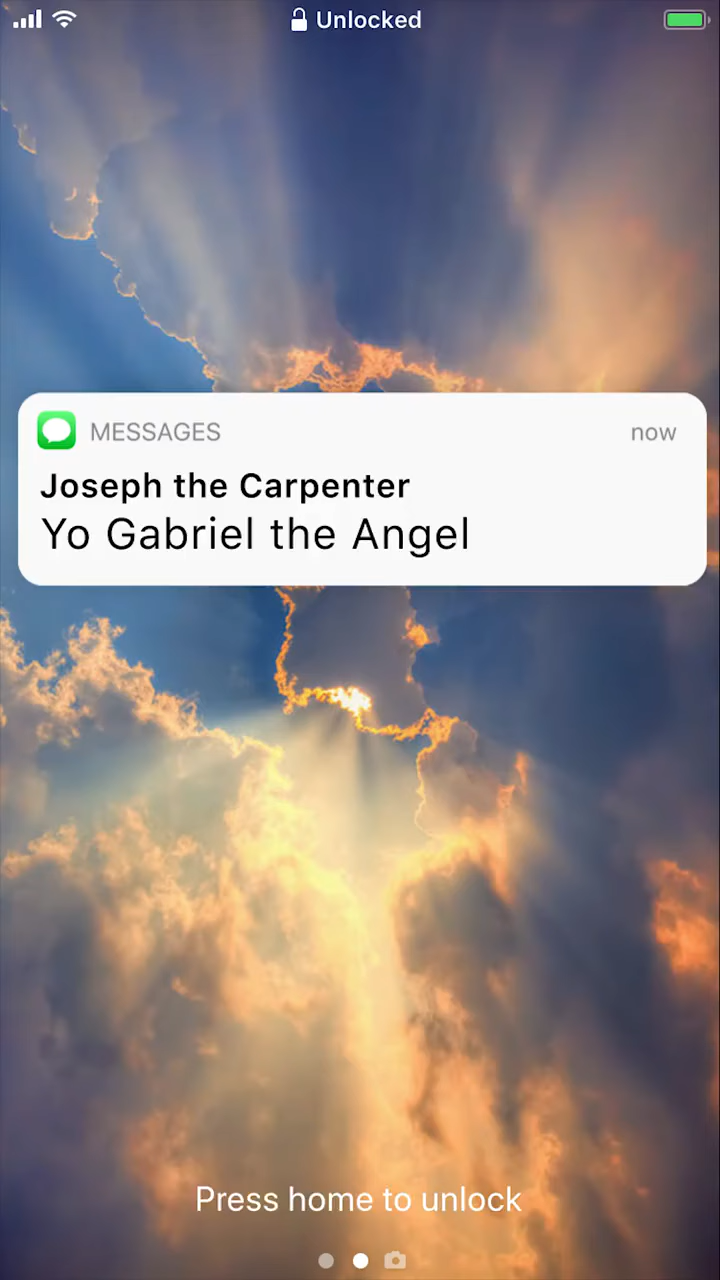 Unlocked
MESSAGES
now
Joseph the Carpenter
Yo Gabriel the Angel
Press home to unlock